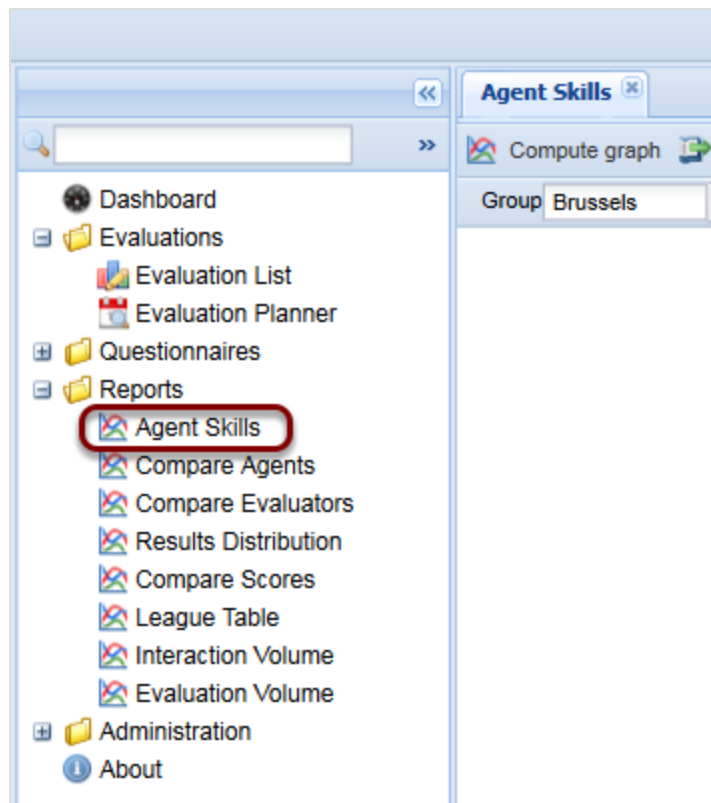 Agent Skills
Compute graph
Group Brussels
Dashboard
Evaluations
Evaluation List
Evaluation Planner
Questionnaires
Reports
Agent Skills
Compare Agents
Compare Evaluators
Results Distribution
Compare Scores
League Table
Interaction Volume
Evaluation Volume
Administration
About